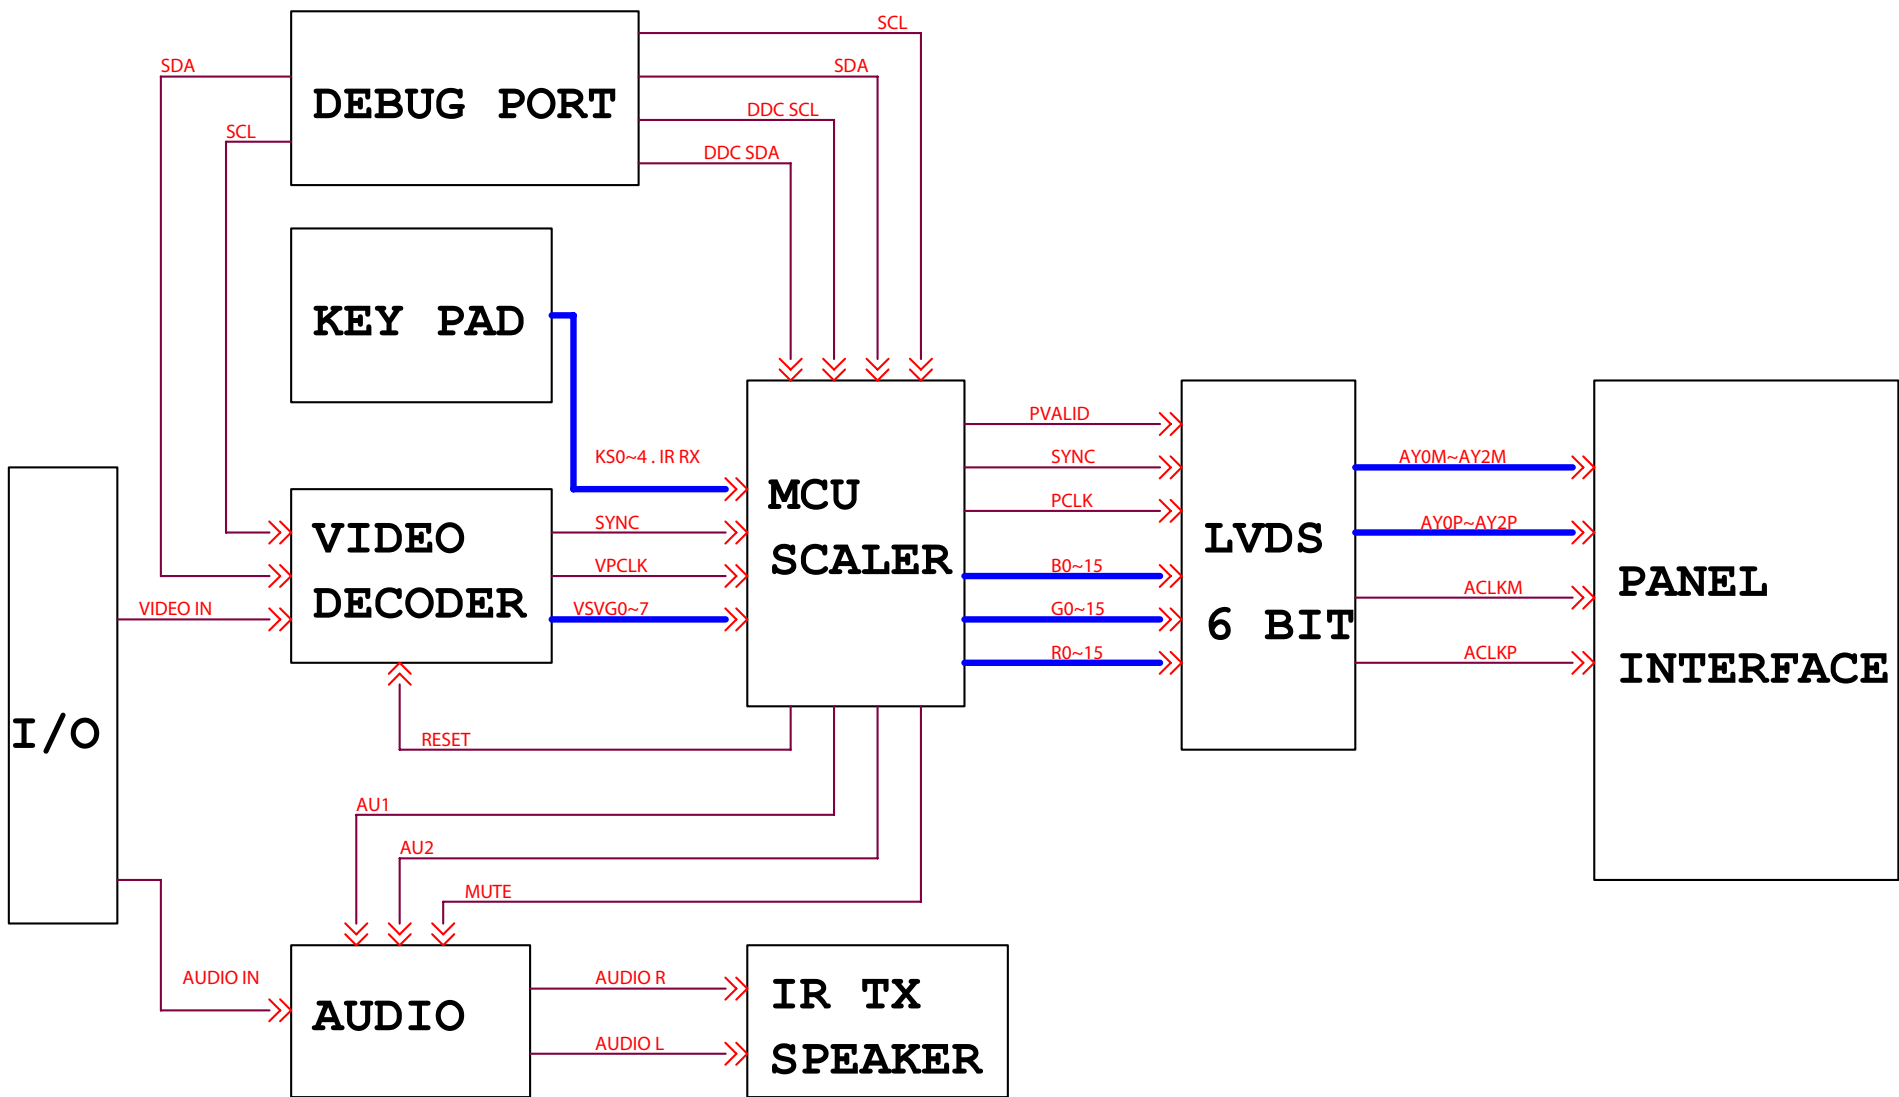 SCL
SDA
SDA
DEBUG PORT
DDC SCL
SCL
DDC SDA
KEY PAD
PVALID
KS0~4 . IR RX
SYNC
AY0M~AY2M
MCU
PCLK
SYNC
AY0P~AY2P
VIDEO
LVDS
SCALER
VPCLK
B0~15
PANEL
ACLKM
DECODER
VIDEO IN
VSVG0~7
G0~15
6 BIT
R0~15
ACLKP
INTERFACE
I/O
RESET
AU1
AU2
MUTE
AUDIO IN
AUDIO R
IR TX
AUDIO
AUDIO L
SPEAKER